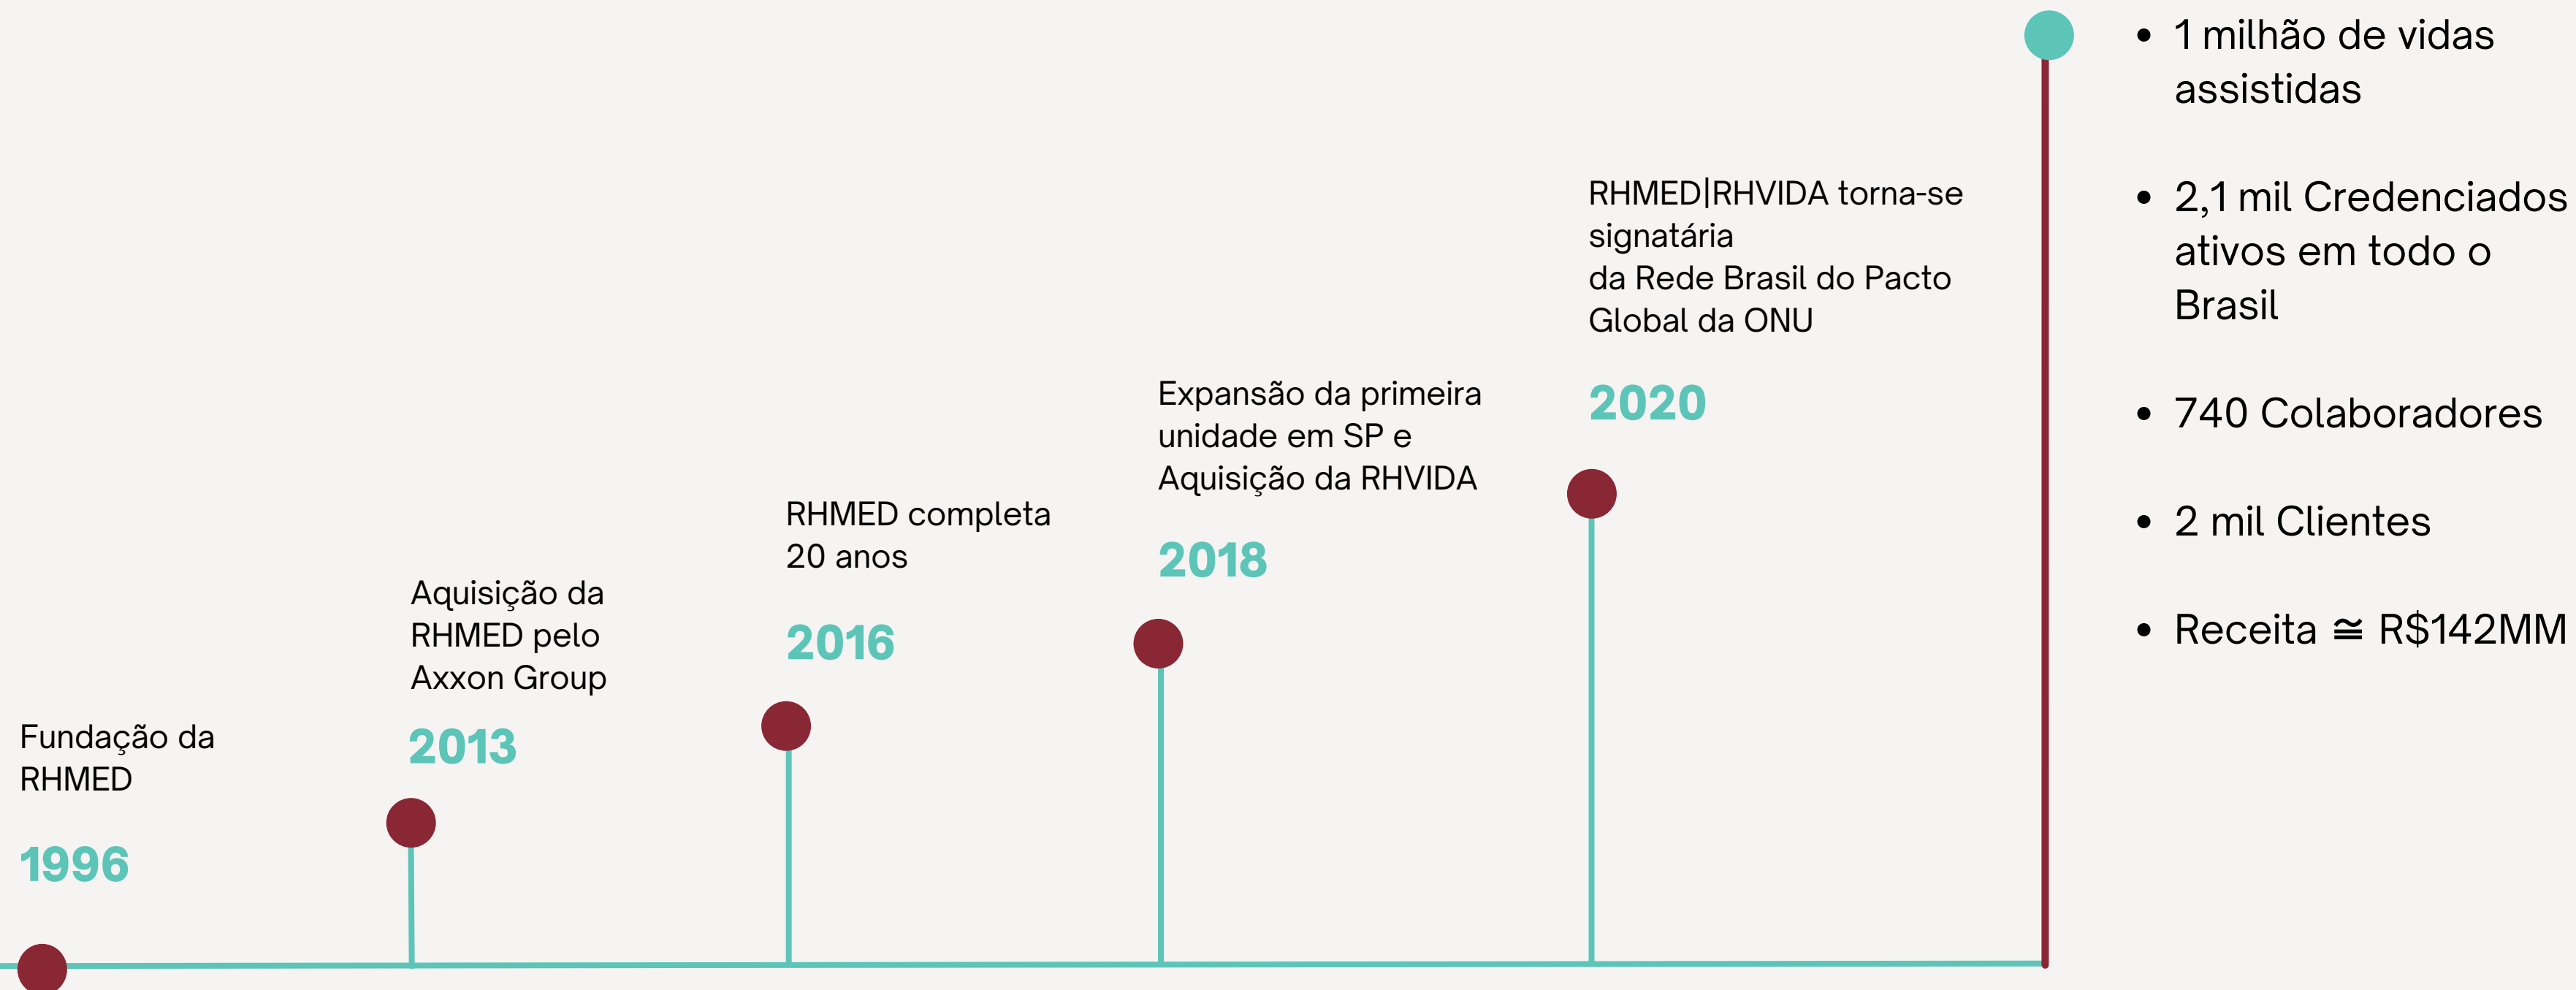 Fundação da
RHMED
1996
Aquisição da
RHMED pelo
Axxon Group
2013
RHMED completa
20 anos
2016
Expansão da primeira
unidade em SP e
Aquisição da RHVIDA
2018
RHMED|RHVIDA torna-se
signatária
da Rede Brasil do Pacto
Global da ONU
2020
• 1 milhão de vidas
assistidas
• 2,1 mil Credenciados
ativos em todo o
Brasil
• 740 Colaboradores
• 2 mil Clientes
• Receita ≅ R$142MM